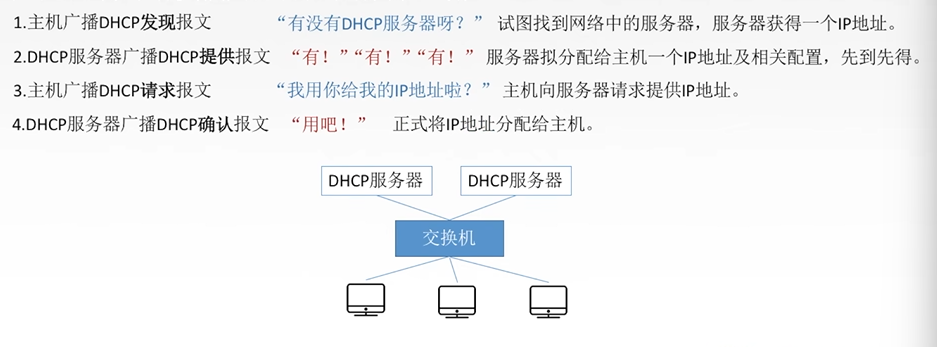 1.主机广播DHCP发现报文 “有没有DHCP服务器呀？” 试图找到网络中的服务器，服务器获得一个IP地址。
2.DHCP服务器广播DHCP提供报文 “有！”“有！”“有！” 服务器拟分配给主机一个IP地址及相关配置，先到先得。
3.主机广播DHCP请求报文 “我用你给我的IP地址啦？” 主机向服务器请求提供IP地址。
4.DHCP服务器广播DHCP确认报文 “用吧！” 正式将IP地址分配给主机。
DHCP服务器 DHCP服务器
交换机